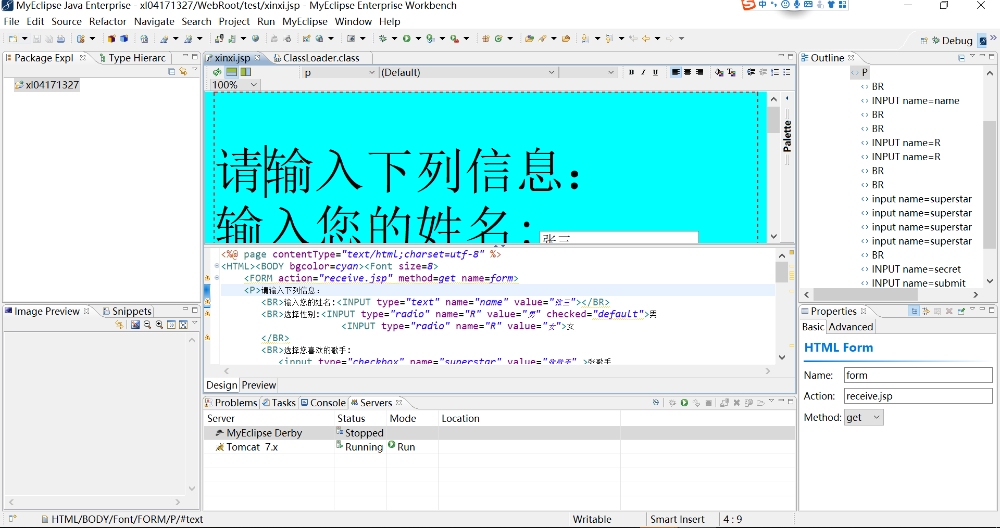 MyEclipse Java Enterprise - xl04171327/WebRoot/test/xinxi.jsp - MyEclipse Enterprise Workbench
中
File Edit Source Refactor Navigate Search Project Run MyEclipse Window Help
Debug
Package Expl
Type Hierarc
xl04171327
xinxi.jsp
ClassLoader.class
p
(Default)
B I U
100%
请输入下列信息：
输入您的姓名：
张三
Palette
<%@ page contentType="text/html;charset=utf-8" %>
<HTML><BODY bgcolor=cyan><Font size=8>
<FORM action="receive.jsp" method=get name=form>
<P>请输入下列信息：
<BR>输入您的姓名:<INPUT type="text" name="name" value="张三"></BR>
<BR>选择性别:<INPUT type="radio" name="R" value="男" checked="default">男
<INPUT type="radio" name="R" value="女">女
</BR>
<BR>选择您喜欢的歌手:
<input type="checkbox" name="superstar" value="张歌手" >张歌手
Design
Preview
Outline
P
BR
INPUT name=name
BR
BR
INPUT name=R
INPUT name=R
BR
BR
input name=superstar
input name=superstar
input name=superstar
input name=superstar
BR
INPUT name=secret
INPUT name=submit
Image Preview
Snippets
Properties
Basic
Advanced
HTML Form
Name: form
Action: receive.jsp
Method: get
Problems
Tasks
Console
Servers
Server Status Mode Location
MyEclipse Derby Stopped
Tomcat 7.x Running Run
HTML/BODY/Font/FORM/P/#text
Writable
Smart Insert
4 : 9